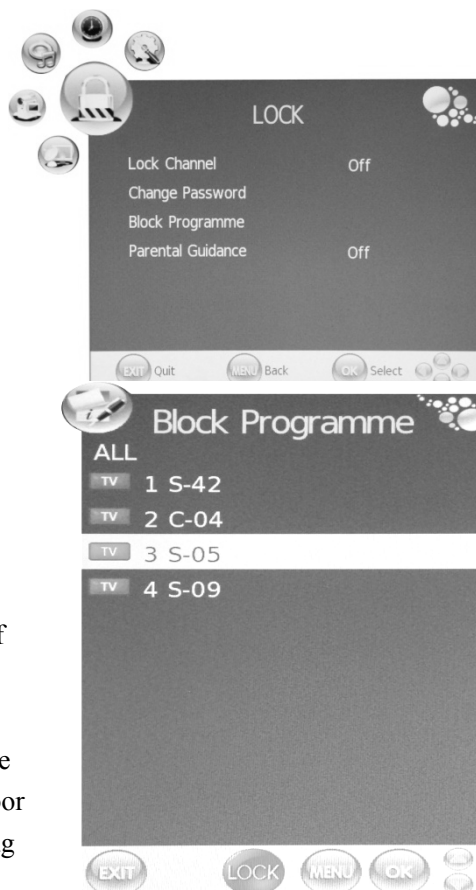 LOCK
Lock Channel Off
Change Password
Block Programme
Parental Guidance Off
EXIT Quit MENU Back OK Select
Block Programme
ALL
TV 1 S-42
TV 2 C-04
TV 3 S-05
TV 4 S-09
EXIT LOCK MENU OK